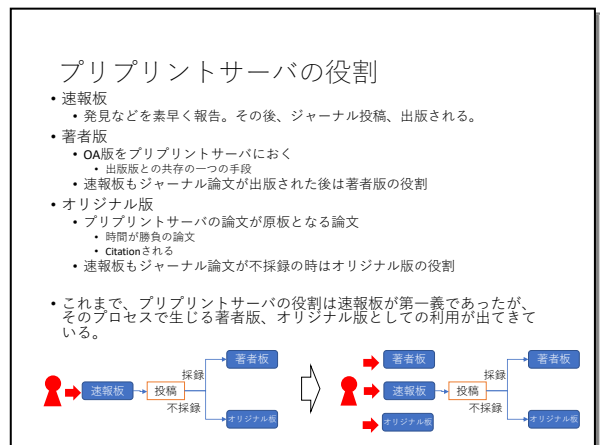 プリプリントサーバの役割
• 速報板
• 発見などを素早く報告。その後、ジャーナル投稿、出版される。
• 著者版
• OA版をプリプリントサーバにおく
• 出版版との共存の一つの手段
• 速報板もジャーナル論文が出版された後は著者版の役割
• オリジナル版
• プリプリントサーバの論文が原板となる論文
• 時間が勝負の論文
• Citationされる
• 速報板もジャーナル論文が不採録の時はオリジナル版の役割
• これまで、プリプリントサーバの役割は速報板が第一義であったが、
そのプロセスで生じる著者版、オリジナル版としての利用が出てきて
いる。
著者板
採録
速報板
投稿
不採録
オリジナル板
著者板
著者板
採録
速報板
投稿
不採録
オリジナル板
オリジナル板